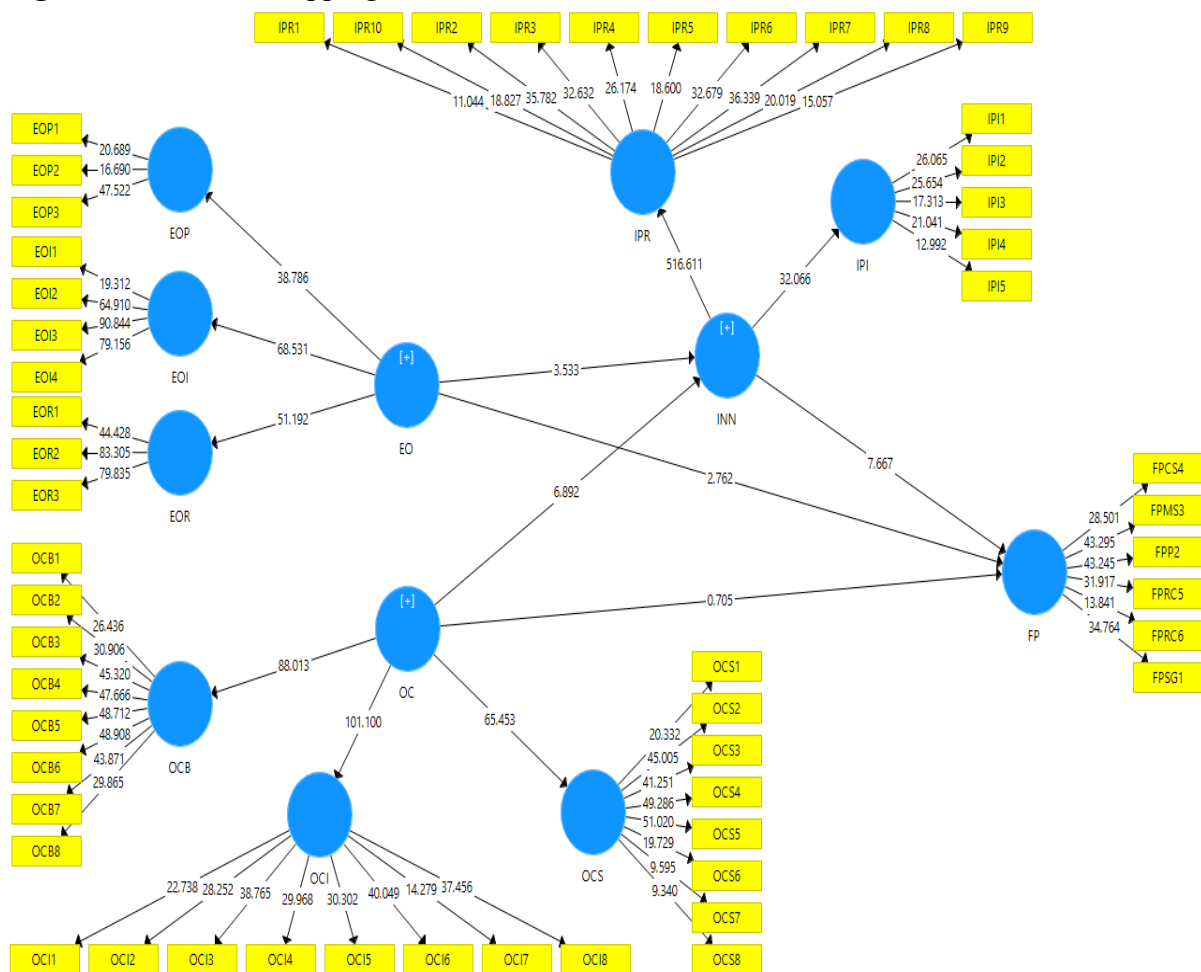 IPR1 IPR10 IPR2 IPR3 IPR4 IPR5 IPR6 IPR7 IPR8 IPR9
11.044 18.827 35.782 32.632 26.174 18.600 32.679 36.339 20.019 15.057
IPR
EOP1
EOP2
EOP3
20.689
16.690
47.522
EOP
EOI1
EOI2
EOI3
EOI4
19.312
64.910
90.844
79.156
EOI
EOR1
EOR2
EOR3
44.428
83.305
79.835
EOR
IPI1
IPI2
IPI3
IPI4
IPI5
26.065
25.654
17.313
21.041
12.992
IPI
516.611
32.066
38.786
68.531
51.192
[+]
EO
[+]
INN
3.533
2.762
7.667
6.892
0.705
[+]
OC
88.013
101.100
65.453
FPCS4
FPMS3
FPP2
FPRC5
FPRC6
FPSG1
28.501
43.295
43.245
31.917
13.841
34.764
FP
OCB1
OCB2
OCB3
OCB4
OCB5
OCB6
OCB7
OCB8
26.436
30.906
45.320
47.666
48.712
48.908
43.871
29.865
OCB
OCS1
OCS2
OCS3
OCS4
OCS5
OCS6
OCS7
OCS8
20.332
45.005
41.251
49.286
51.020
19.729
9.595
9.340
OCS
OCI
22.738 28.252 38.765 29.968 30.302 40.049 14.279 37.456
OCI1 OCI2 OCI3 OCI4 OCI5 OCI6 OCI7 OCI8